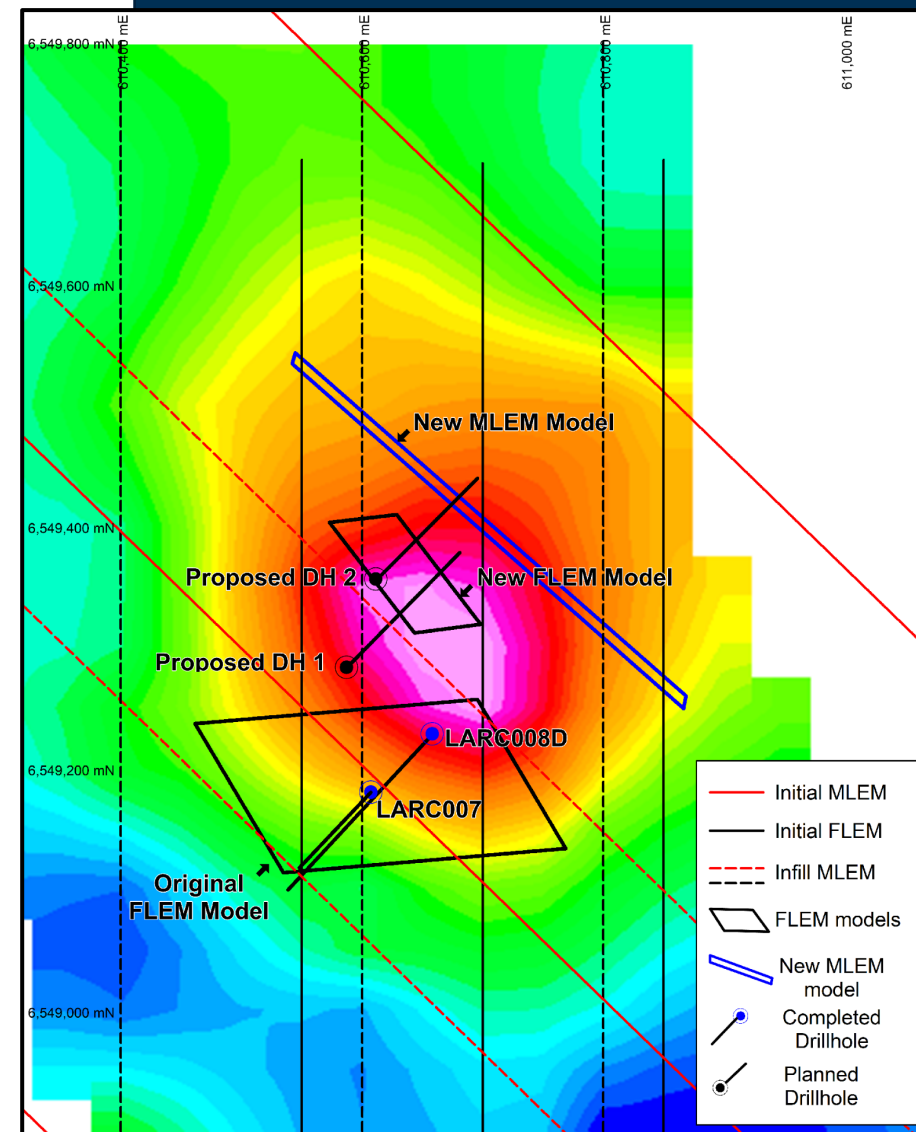 610,400 mE
610,600 mE
610,800 mE
611,000 mE
6,549,800 mN
6,549,600 mN
New MLEM Model
6,549,400 mN
Proposed DH 2
New FLEM Model
Proposed DH 1
LARC008D
6,549,200 mN
LARC007
Original
FLEM Model
6,549,000 mN
Initial MLEM
Initial FLEM
Infill MLEM
FLEM models
New MLEM
model
Completed
Drillhole
Planned
Drillhole